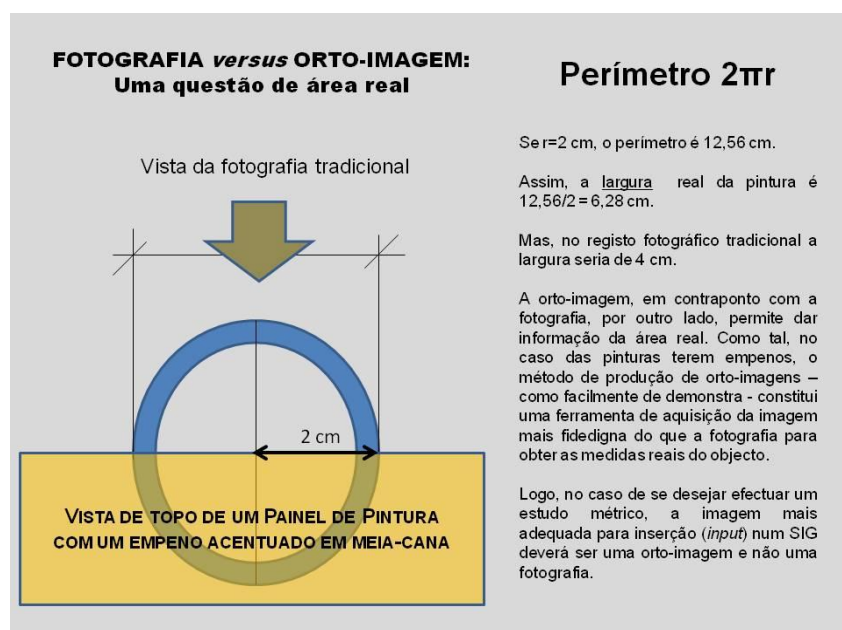 FOTOGRAFIA versus ORTO-IMAGEM:
Uma questão de área real
Vista da fotografia tradicional
2 cm
VISTA DE TOPO DE UM PAINEL DE PINTURA
COM UM EMPENO ACENTUADO EM MEIA-CANA
Perímetro 2πr
Se r=2 cm, o perímetro é 12,56 cm.
Assim, a largura real da pintura é
12,56/2 = 6,28 cm.
Mas, no registo fotográfico tradicional a
largura seria de 4 cm.
A orto-imagem, em contraponto com a
fotografia, por outro lado, permite dar
informação da área real. Como tal, no
caso das pinturas terem empenos, o
método de produção de orto-imagens –
como facilmente de demonstra - constitui
uma ferramenta de aquisição da imagem
mais fidedigna do que a fotografia para
obter as medidas reais do objecto.
Logo, no caso de se desejar efectuar um
estudo métrico, a imagem mais
adequada para inserção (input) num SIG
deverá ser uma orto-imagem e não uma
fotografia.